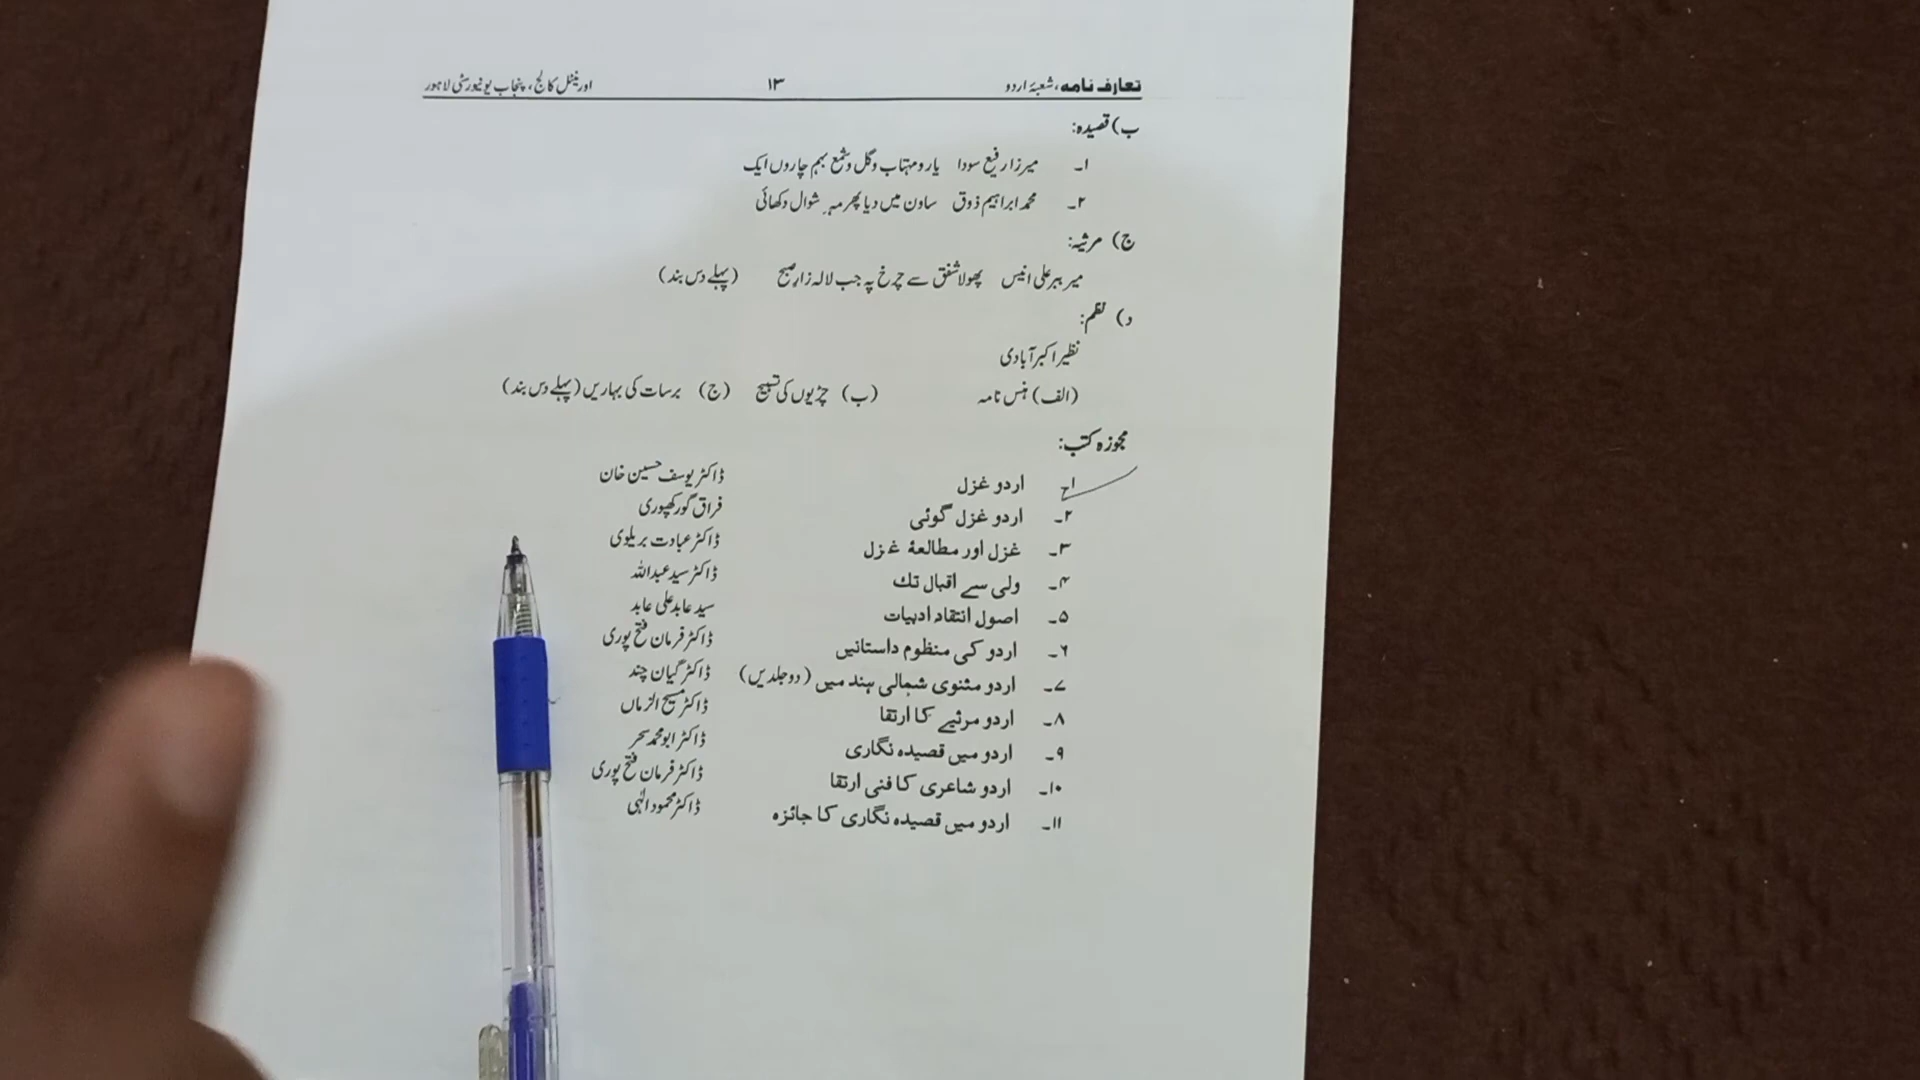 تعارف نامہ، شعبۂ اردو ۱۳ اورینٹل کالج، پنجاب یونیورسٹی لاہور
ب) قصیدہ:
۱۔ میرزا رفیع سودا یار و مہتاب و گل و شمع بہم چاروں ایک
۲۔ محمد ابراہیم ذوق ساون میں دیا پھر مہِ شوال دکھائی
ج) مرثیہ:
میر ببر علی انیس پھولا شفق سے چرخ پہ جب لالہ زارِ صبح (پہلے دس بند)
د) نظم:
نظیر اکبر آبادی
(الف) ہنس نامہ (ب) چڑیوں کی تسبیح (ج) برسات کی بہاریں (پہلے دس بند)
مجوزہ کتب:
۱۔ اردو غزل ڈاکٹر یوسف حسین خان
۲۔ اردو غزل گوئی فراق گورکھپوری
۳۔ غزل اور مطالعۂ غزل ڈاکٹر عبادت بریلوی
۴۔ ولی سے اقبال تک ڈاکٹر سید عبداللہ
۵۔ اصول انتقاد ادبیات سید عابد علی عابد
۶۔ اردو کی منظوم داستانیں ڈاکٹر فرمان فتح پوری
۷۔ اردو مثنوی شمالی ہند میں (دو جلدیں) ڈاکٹر گیان چند
۸۔ اردو مرثیے کا ارتقا ڈاکٹر مسیح الزماں
۹۔ اردو میں قصیدہ نگاری ڈاکٹر ابو محمد سحر
۱۰۔ اردو شاعری کا فنی ارتقا ڈاکٹر فرمان فتح پوری
۱۱۔ اردو میں قصیدہ نگاری کا جائزہ ڈاکٹر محمود الٰہی